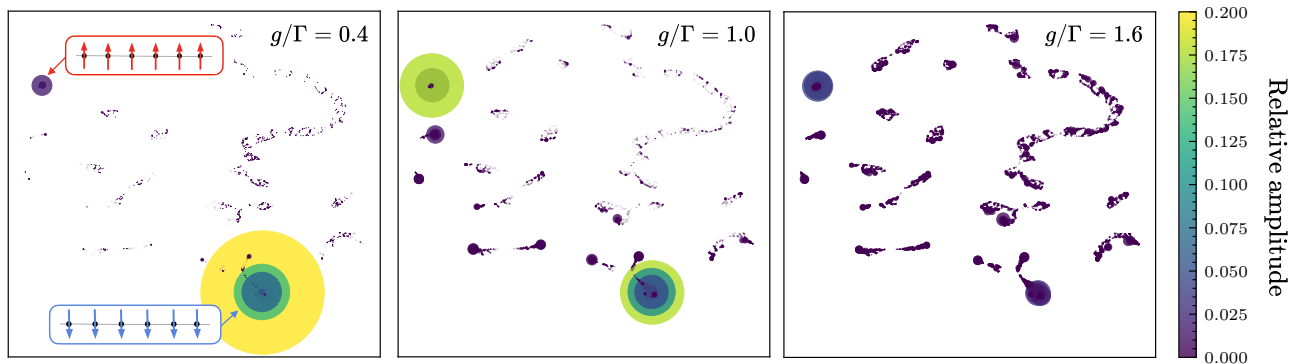 g/Γ = 0.4
g/Γ = 1.0
g/Γ = 1.6
0.200
0.175
0.150
0.125
0.100
0.075
0.050
0.025
0.000
Relative amplitude